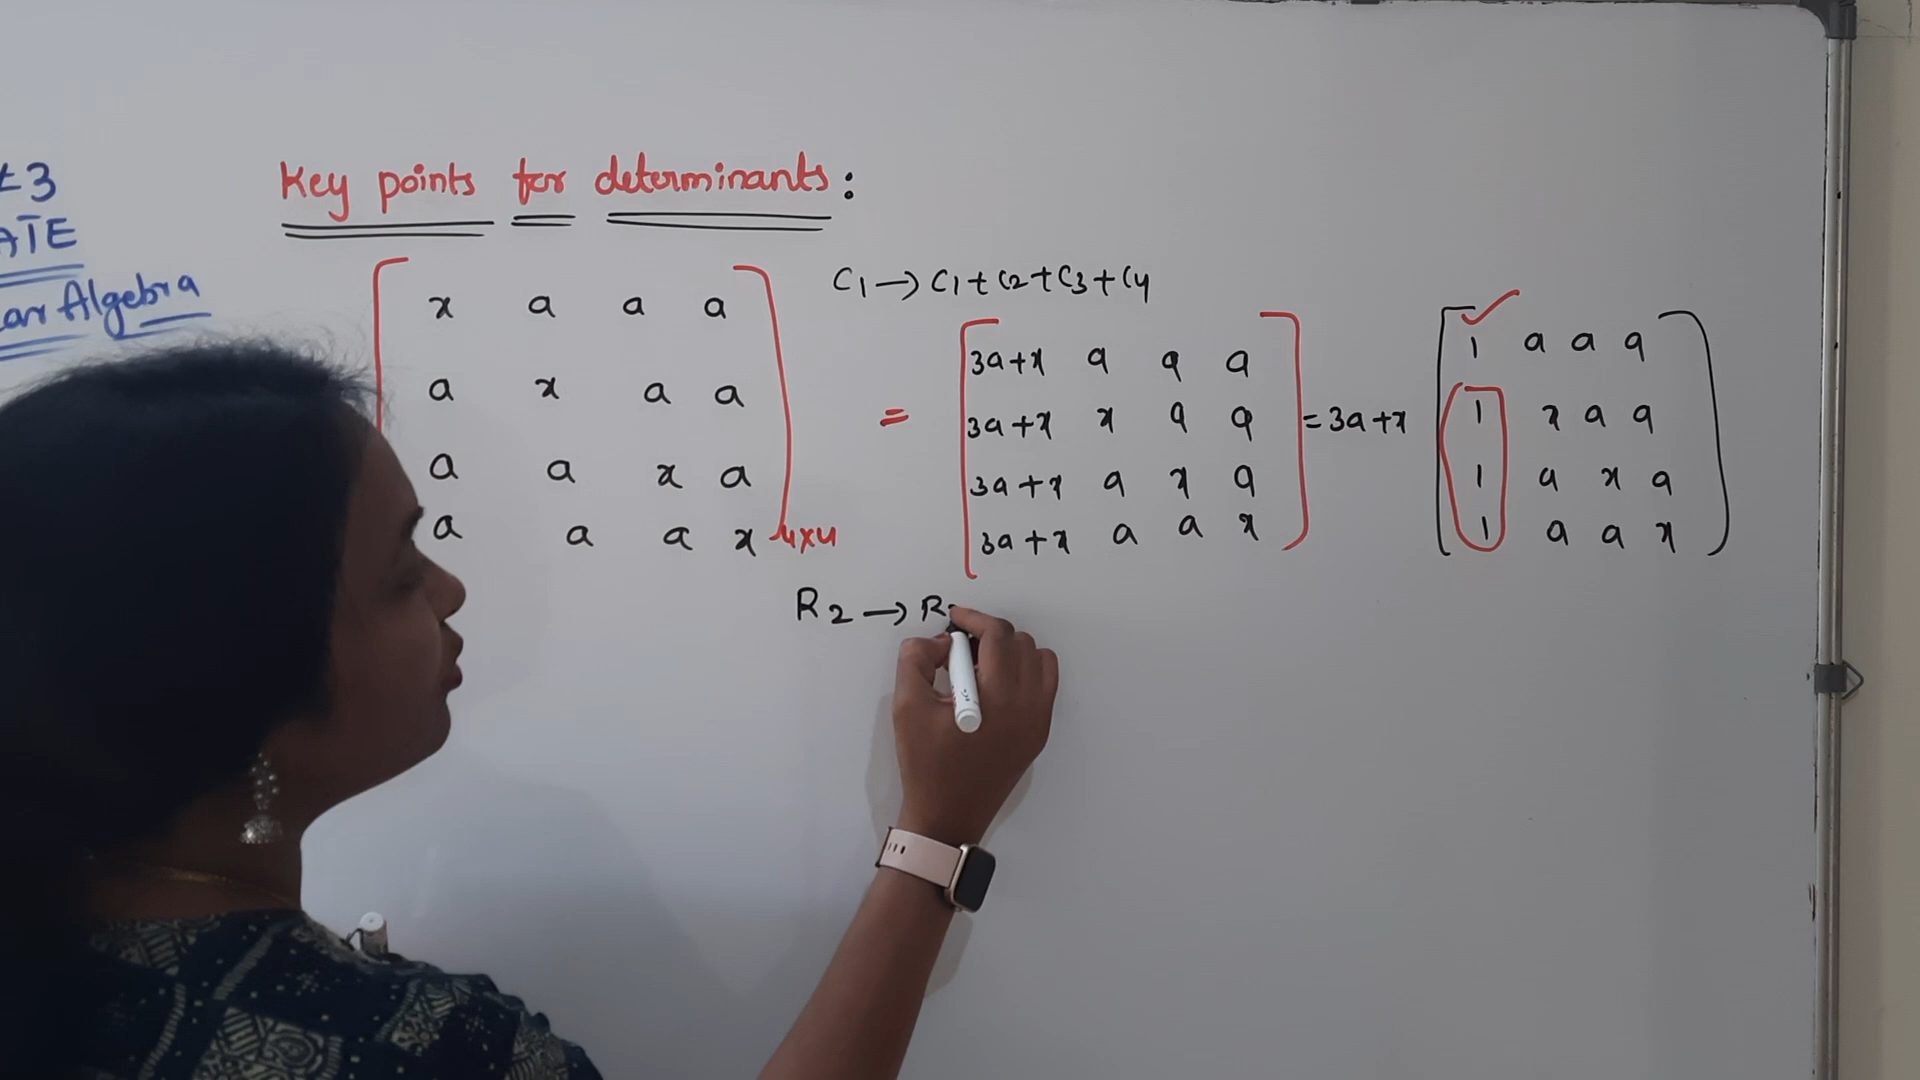 Key points for determinants:
±3
ATE
ar Algebra
x a a a
a x a a
a a x a
a a a x 4x4
C1 → C1 + C2 + C3 + C4
=
3a+x a a a
3a+x x a a
3a+x a x a
3a+x a a x
= 3a+x
1 a a a
1 x a a
1 a x a
1 a a x
R2 → R2